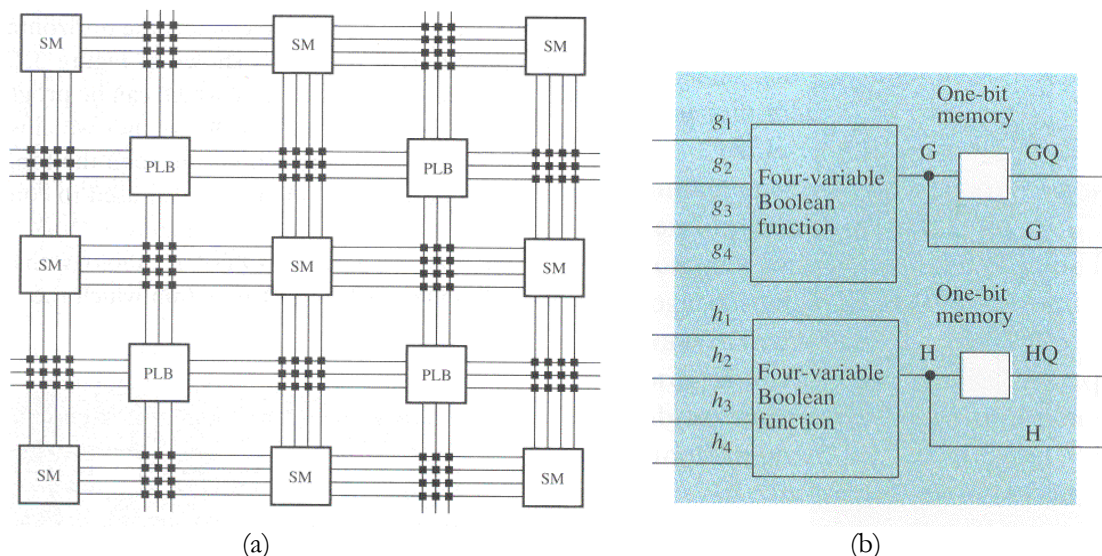 SM
SM
SM
PLB
PLB
SM
SM
SM
PLB
PLB
SM
SM
SM
(a)
One-bit
memory
g1
G
GQ
g2
Four-variable
Boolean
function
g3
G
g4
One-bit
memory
h1
H
HQ
h2
Four-variable
Boolean
function
h3
H
h4
(b)